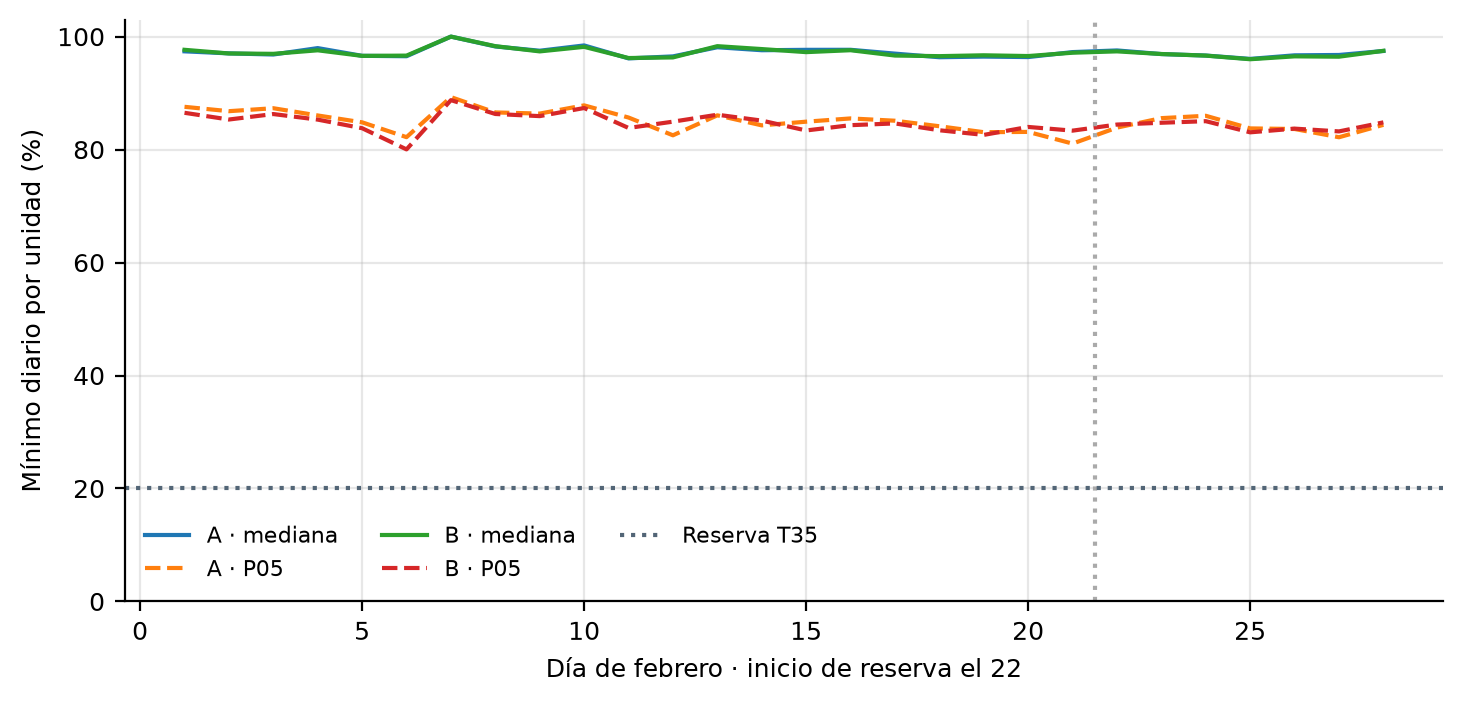 Mínimo diario por unidad (%)
100
80
60
40
20
0
A · mediana
A · P05
B · mediana
B · P05
Reserva T35
0 5 10 15 20 25
Día de febrero · inicio de reserva el 22